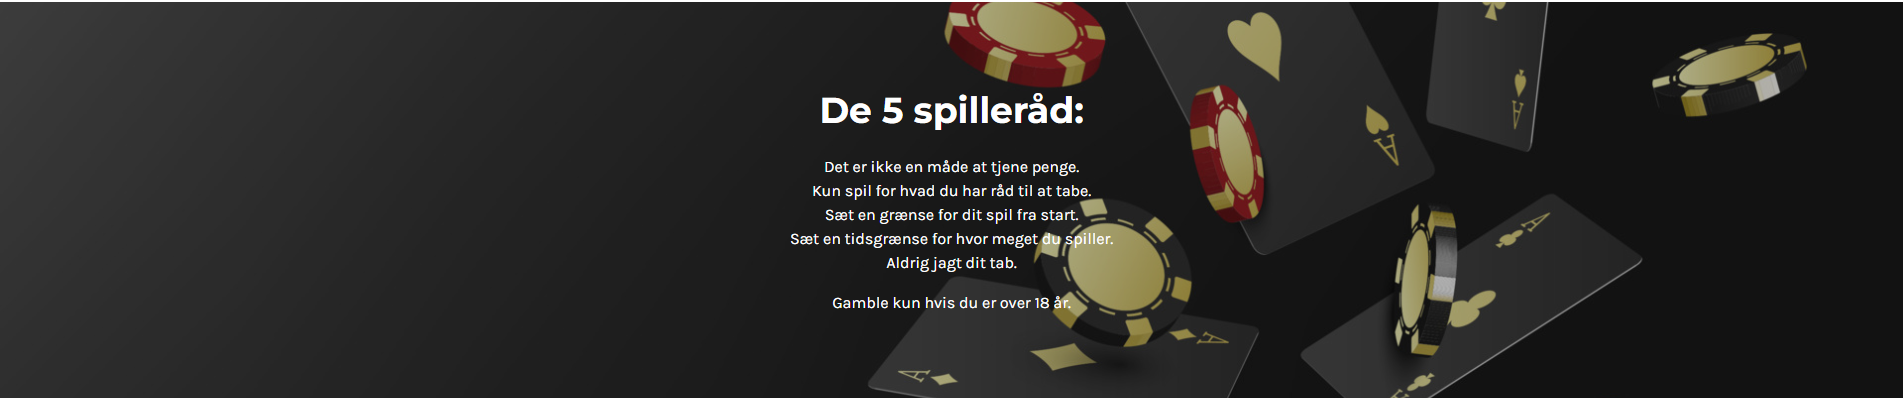 De 5 spilleråd:
Det er ikke en måde at tjene penge.
Kun spil for hvad du har råd til at tabe.
Sæt en grænse for dit spil fra start.
Sæt en tidsgrænse for hvor meget du spiller.
Aldrig jagt dit tab.
Gamble kun hvis du er over 18 år.
A
A
A
A
A